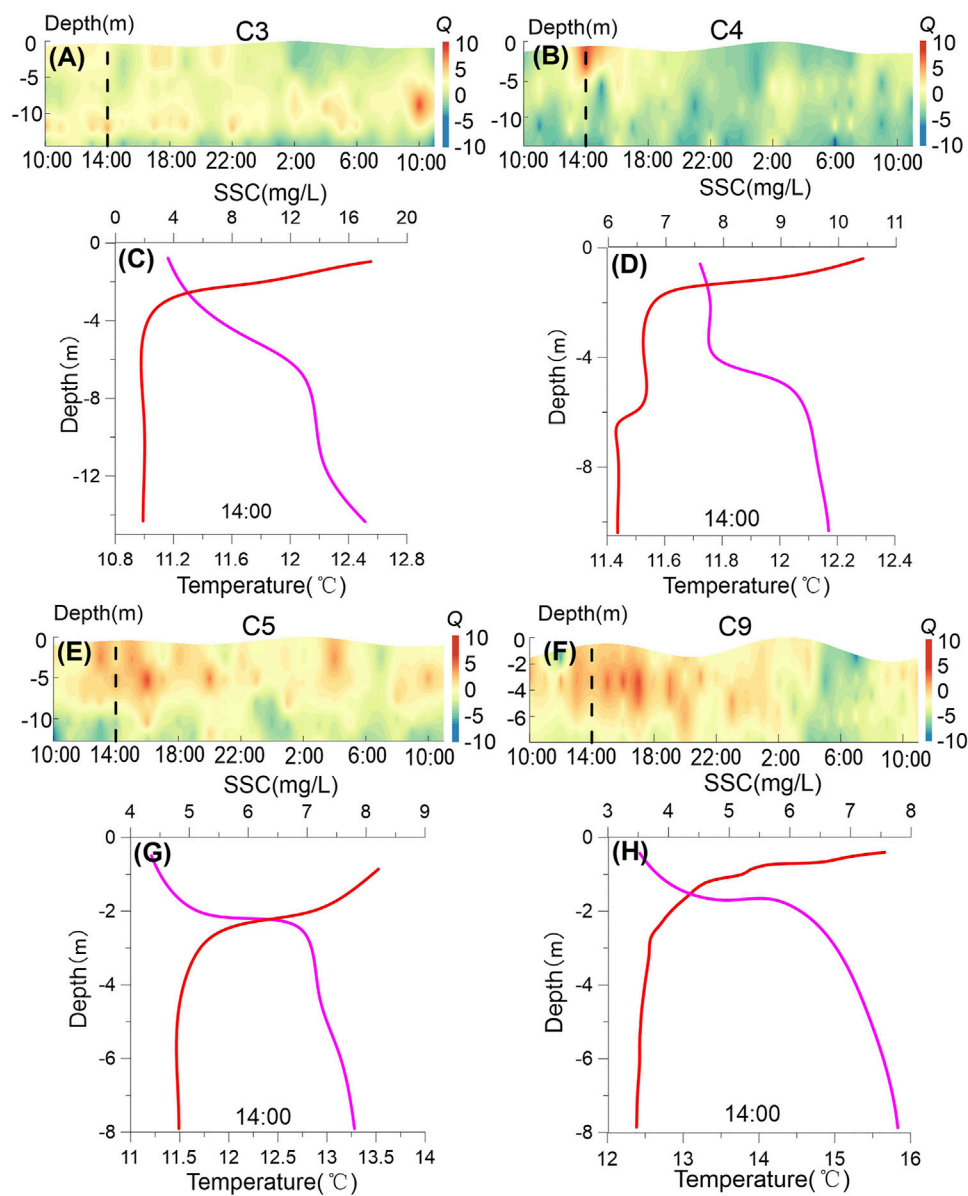 Depth(m) C3 Q
(A)
0
-5
-10
10
5
0
-5
-10
10:00 14:00 18:00 22:00 2:00 6:00 10:00
SSC(mg/L)
0 4 8 12 16 20
(C)
Depth(m)
0
-4
-8
-12
14:00
10.8 11.2 11.6 12 12.4 12.8
Temperature(℃)
Depth(m) C4 Q
(B)
0
-5
-10
10
5
0
-5
-10
10:00 14:00 18:00 22:00 2:00 6:00 10:00
SSC(mg/L)
6 7 8 9 10 11
(D)
Depth(m)
0
-4
-8
14:00
11.4 11.6 11.8 12 12.2 12.4
Temperature(℃)
Depth(m) C5 Q
(E)
0
-5
-10
10
5
0
-5
-10
10:00 14:00 18:00 22:00 2:00 6:00 10:00
SSC(mg/L)
4 5 6 7 8 9
(G)
Depth(m)
0
-2
-4
-6
-8
14:00
11 11.5 12 12.5 13 13.5 14
Temperature(℃)
Depth(m) C9 Q
(F)
0
-2
-4
-6
10
5
0
-5
-10
10:00 14:00 18:00 22:00 2:00 6:00 10:00
SSC(mg/L)
3 4 5 6 7 8
(H)
Depth(m)
0
-2
-4
-6
-8
14:00
12 13 14 15 16
Temperature(℃)